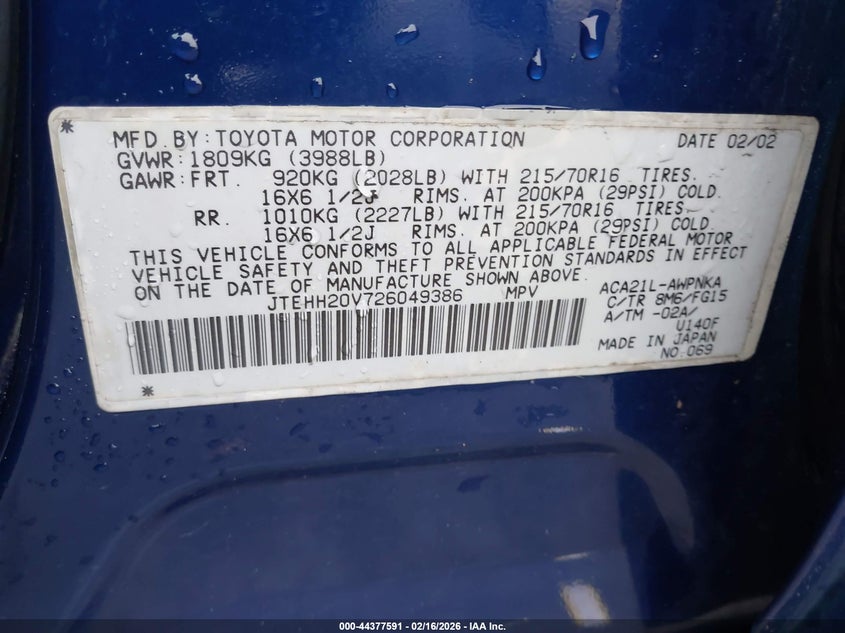 MFD. BY: TOYOTA MOTOR CORPORATION DATE 02/02
GVWR: 1809KG (3988LB)
GAWR: FRT. 920KG (2028LB) WITH 215/70R16 TIRES.
16X6 1/2J RIMS. AT 200KPA (29PSI) COLD.
RR. 1010KG (2227LB) WITH 215/70R16 TIRES.
16X6 1/2J RIMS. AT 200KPA (29PSI) COLD.
THIS VEHICLE CONFORMS TO ALL APPLICABLE FEDERAL MOTOR
VEHICLE SAFETY AND THEFT PREVENTION STANDARDS IN EFFECT
ON THE DATE OF MANUFACTURE SHOWN ABOVE.
JTEHH20V726049386 MPV
ACA21L-AWPNKA
C/TR 8M6/FG15
A/TM -02A/
U140F
MADE IN JAPAN
NO.069
000-44377591 - 02/16/2026 - IAA Inc.